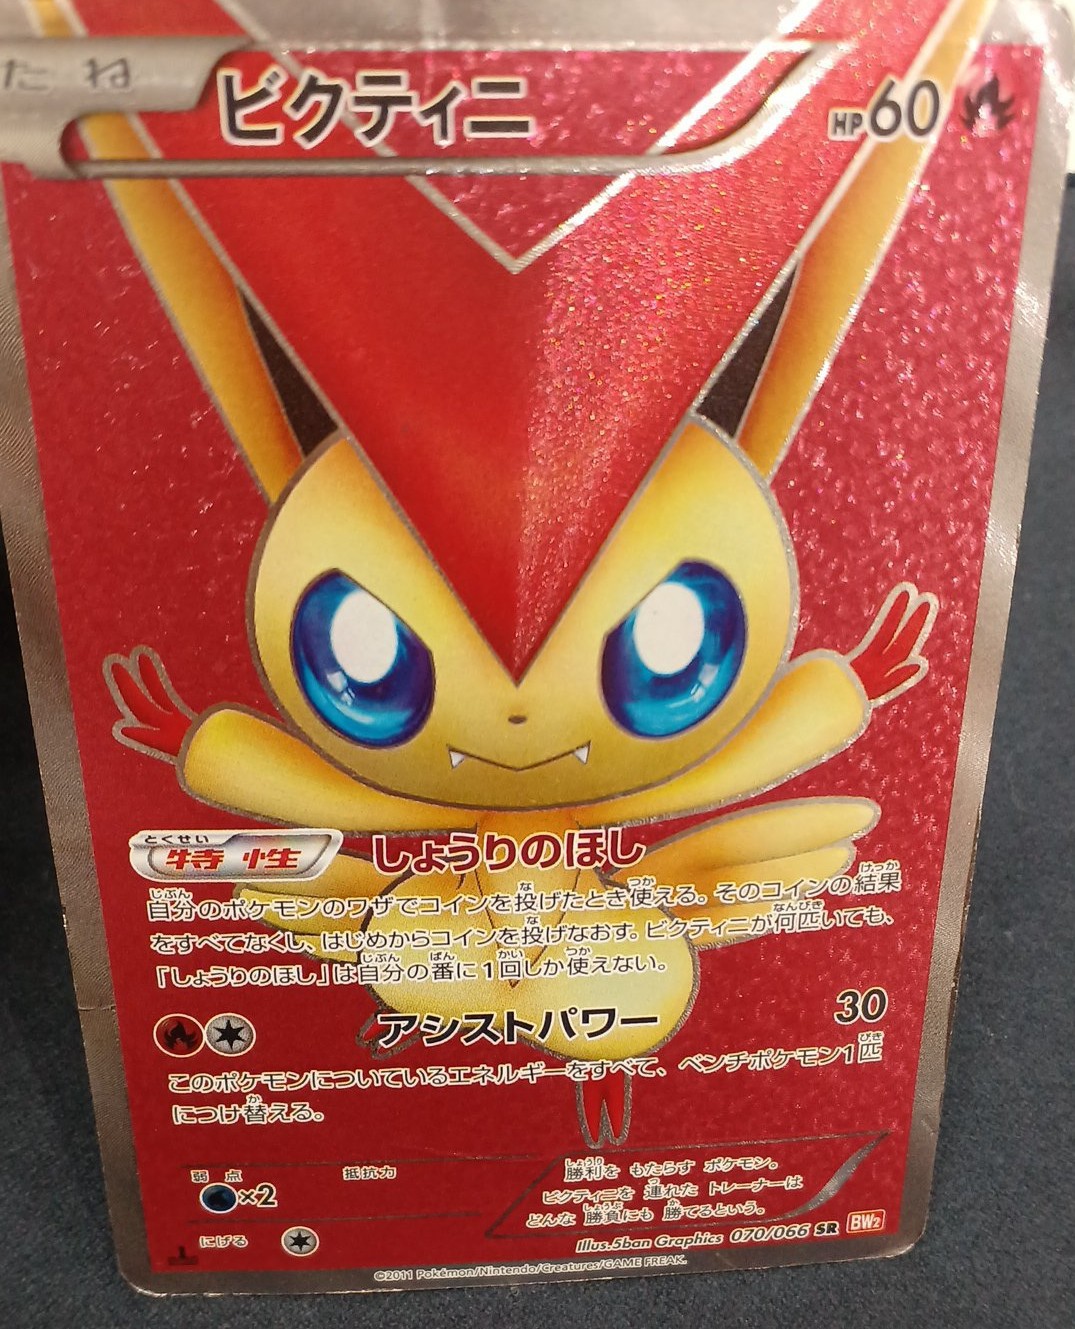 たね
ビクティニ
HP60
とくせい
特性 しょうりのほし
自分のポケモンのワザでコインを投げたとき使える。そのコインの結果
をすべてなくし、はじめからコインを投げなおす。ビクティニが何匹いても、
「しょうりのほし」は自分の番に1回しか使えない。
アシストパワー 30
このポケモンについているエネルギーをすべて、ベンチポケモン1匹
につけ替える。
弱点 抵抗力
×2
にげる
勝利を もたらす ポケモン。
ビクティニを 連れた トレーナーは
どんな 勝負にも 勝てるという。
Illus.5ban Graphics 070/066 SR BW2
©2011 Pokémon/Nintendo/Creatures/GAME FREAK.